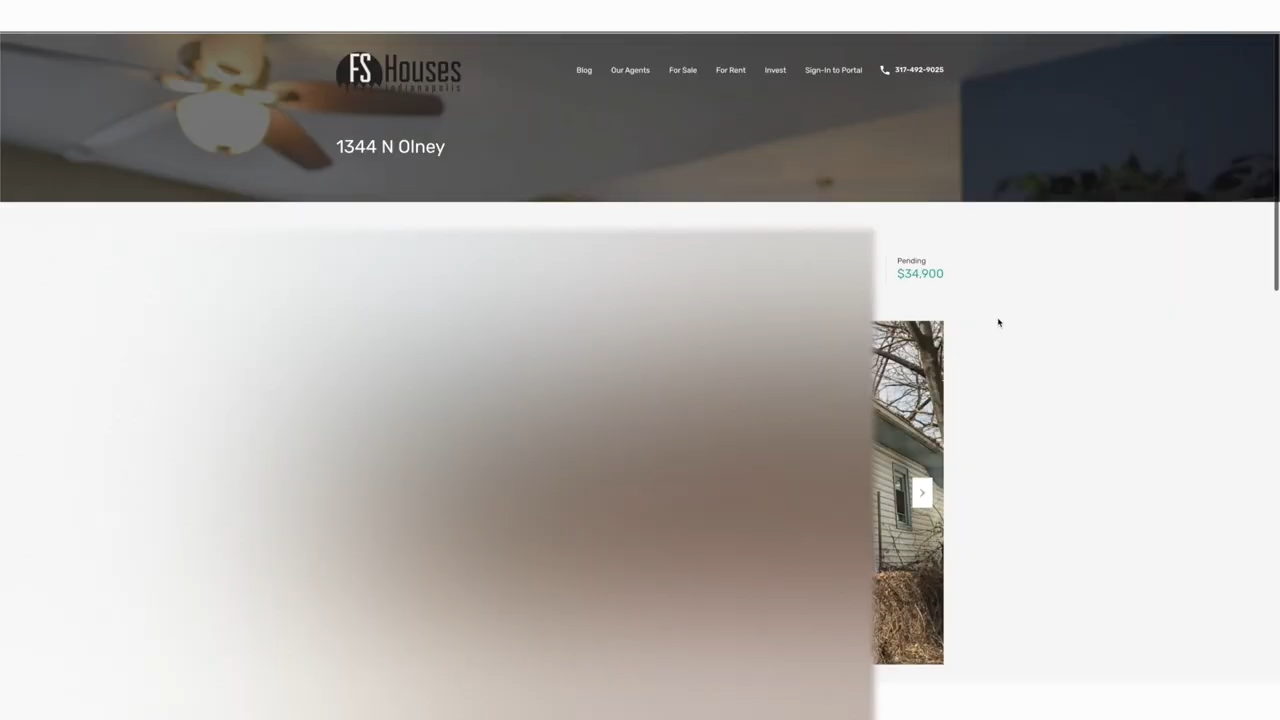 FS Houses
Indianapolis
Blog Our Agents For Sale For Rent Invest Sign-In to Portal 317-492-9025
1344 N Olney
Pending
$34,900